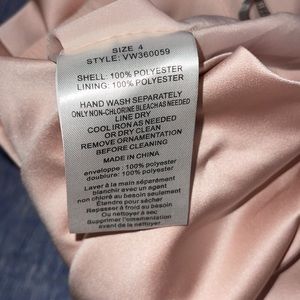 SIZE 4
STYLE: VW360059
SHELL: 100% POLYESTER
LINING: 100% POLYESTER
HAND WASH SEPARATELY
ONLY NON-CHLORINE BLEACH AS NEEDED
LINE DRY
COOL IRON AS NEEDED
OR DRY CLEAN
REMOVE ORNAMENTATION
BEFORE CLEANING
MADE IN CHINA
enveloppe : 100% polyester
doublure: 100% polyester
Laver à la main séparément
blanchir avec un agent
non chloré au besoin seulement
Étendre pour sécher
Repasser à froid au besoin
Ou nettoyer à sec
Supprimer l'ornementation
avant de la nettoyer